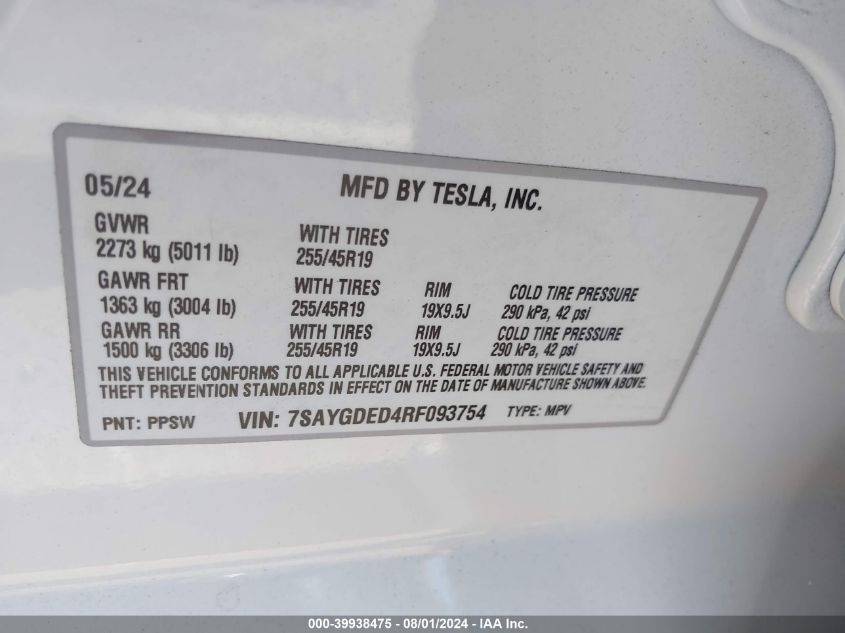 05/24 MFD BY TESLA, INC.
GVWR
2273 kg (5011 lb) WITH TIRES 255/45R19
GAWR FRT WITH TIRES RIM COLD TIRE PRESSURE
1363 kg (3004 lb) 255/45R19 19X9.5J 290 kPa, 42 psi
GAWR RR WITH TIRES RIM COLD TIRE PRESSURE
1500 kg (3306 lb) 255/45R19 19X9.5J 290 kPa, 42 psi
THIS VEHICLE CONFORMS TO ALL APPLICABLE U.S. FEDERAL MOTOR VEHICLE SAFETY AND
THEFT PREVENTION STANDARDS IN EFFECT ON THE DATE OF MANUFACTURE SHOWN ABOVE.
PNT: PPSW VIN: 7SAYGDED4RF093754 TYPE: MPV
000-39938475 - 08/01/2024 - IAA Inc.